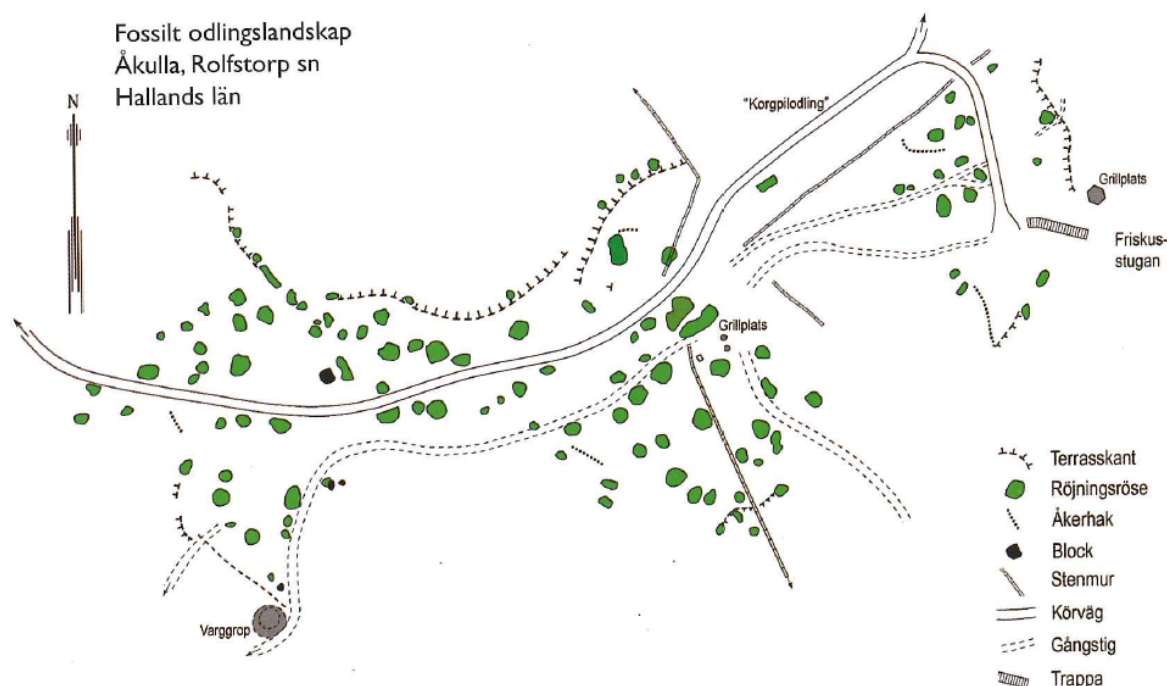 Fossilt odlingslandskap
Åkulla, Rolfstorp sn
Hallands län
N
"Korgpilodling"
Grillplats
Friskus-
stugan
Grillplats
Varggrop
Terrasskant
Röjningsröse
Åkerhak
Block
Stenmur
Körväg
Gångstig
Trappa